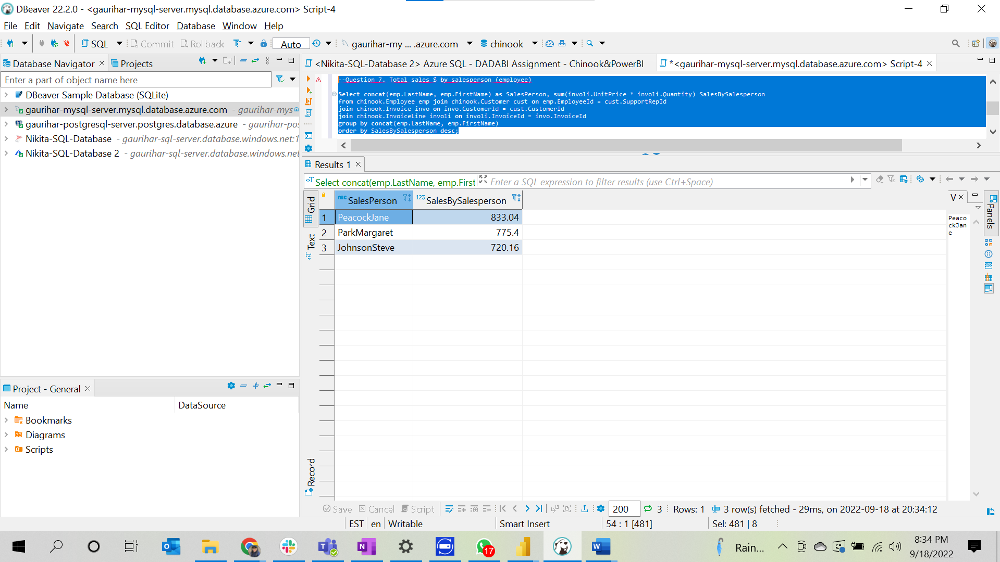 DBeaver 22.2.0 - <gaurihar-mysql-server.mysql.database.azure.com> Script-4
File Edit Navigate Search SQL Editor Database Window Help
SQL Commit Rollback Auto gaurihar-my ... .azure.com chinook
Database Navigator Projects
Enter a part of object name here
DBeaver Sample Database (SQLite)
gaurihar-mysql-server.mysql.database.azure.com - gaurihar-mys
gaurihar-postgresql-server.postgres.database.azure - gaurihar-pos
Nikita-SQL-Database - gaurihar-sql-server.database.windows.net:1
Nikita-SQL-Database 2 - gaurihar-sql-server.database.windows.net
<Nikita-SQL-Database 2> Azure SQL - DADABI Assignment - Chinook&PowerBI
*<gaurihar-mysql-server.mysql.database.azure.com> Script-4
--Question 7. Total sales $ by salesperson (employee)
Select concat(emp.LastName, emp.FirstName) as SalesPerson, sum(involi.UnitPrice * involi.Quantity) SalesBySalesperson
from chinook.Employee emp join chinook.Customer cust on emp.EmployeeId = cust.SupportRepId
join chinook.Invoice invo on invo.CustomerId = cust.CustomerId
join chinook.InvoiceLine involi on involi.InvoiceId = invo.InvoiceId
group by concat(emp.LastName, emp.FirstName)
order by SalesBySalesperson desc;
Results 1
Select concat(emp.LastName, emp.First
Enter a SQL expression to filter results (use Ctrl+Space)
Grid
Text
Record
ABC SalesPerson 123 SalesBySalesperson
1 PeacockJane 833.04
2 ParkMargaret 775.4
3 JohnsonSteve 720.16
V
Peaco
ckJan
e
Panels
Project - General
Name DataSource
Bookmarks
Diagrams
Scripts
Save Cancel Script 200 3 Rows: 1 3 row(s) fetched - 29ms, on 2022-09-18 at 20:34:12
EST en Writable Smart Insert 54 : 1 [481] Sel: 481 | 8
17
Rain...
8:34 PM
9/18/2022